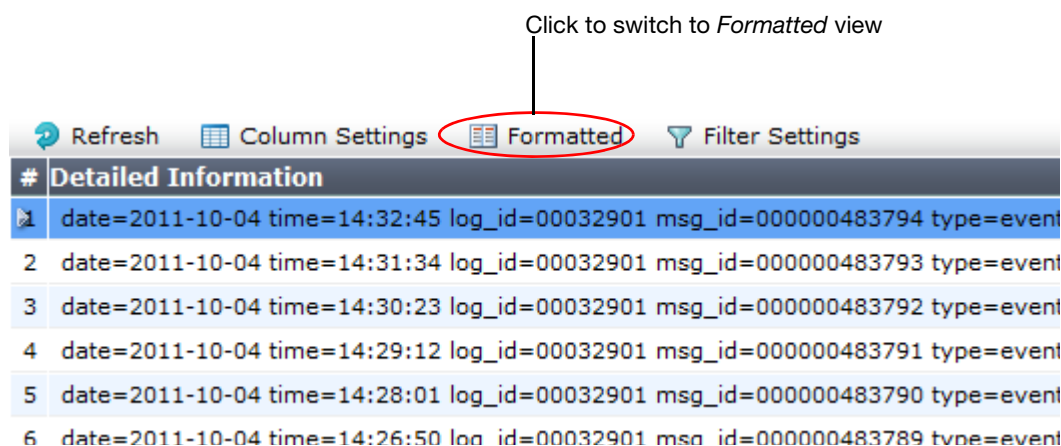 Click to switch to Formatted view
Refresh Column Settings Formatted Filter Settings
# Detailed Information
1 date=2011-10-04 time=14:32:45 log_id=00032901 msg_id=000000483794 type=event
2 date=2011-10-04 time=14:31:34 log_id=00032901 msg_id=000000483793 type=event
3 date=2011-10-04 time=14:30:23 log_id=00032901 msg_id=000000483792 type=event
4 date=2011-10-04 time=14:29:12 log_id=00032901 msg_id=000000483791 type=event
5 date=2011-10-04 time=14:28:01 log_id=00032901 msg_id=000000483790 type=event
6 date=2011-10-04 time=14:26:50 log_id=00032901 msg_id=000000483789 type=event